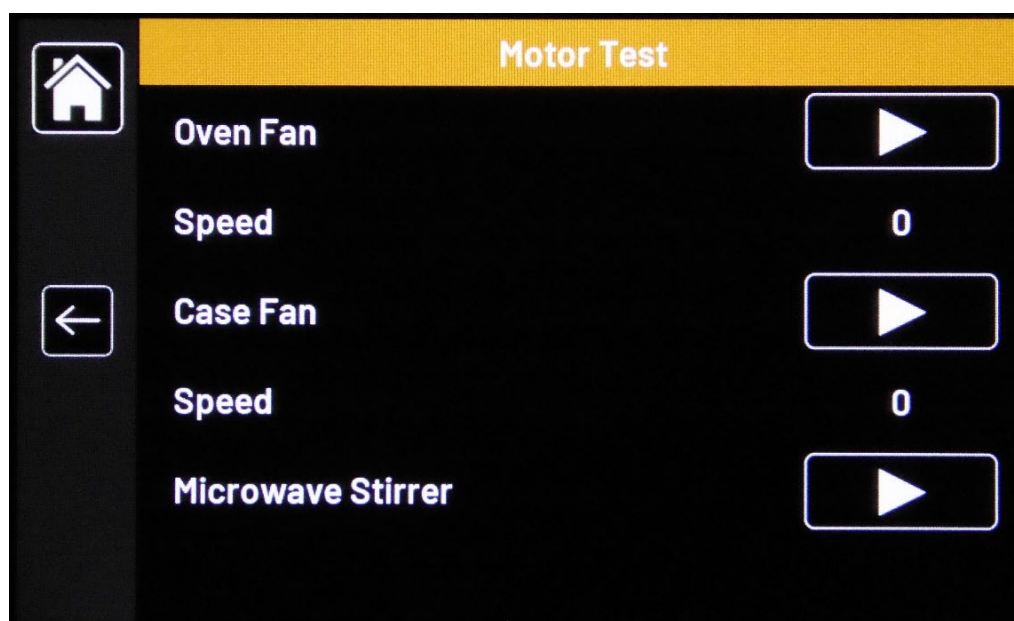 Motor Test
Oven Fan
Speed 0
Case Fan
Speed 0
Microwave Stirrer